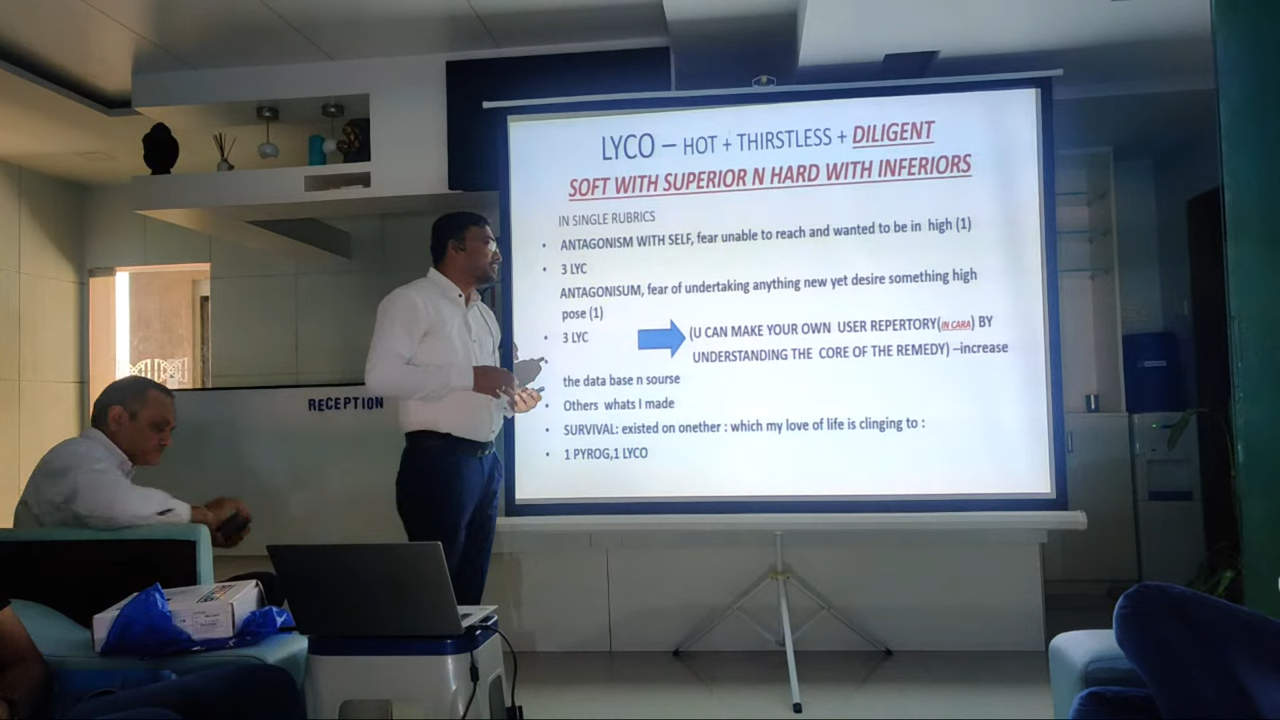 LYCO – HOT + THIRSTLESS + DILIGENT
SOFT WITH SUPERIOR N HARD WITH INFERIORS
IN SINGLE RUBRICS
• ANTAGONISM WITH SELF, fear unable to reach and wanted to be in high (1)
• 3 LYC
ANTAGONISUM, fear of undertaking anything new yet desire something high
pose (1)
• 3 LYC
(U CAN MAKE YOUR OWN USER REPERTORY(IN CARA) BY
UNDERSTANDING THE CORE OF THE REMEDY) –increase
•
the data base n sourse
• Others whats I made
• SURVIVAL: existed on onether : which my love of life is clinging to :
• 1 PYROG,1 LYCO
RECEPTION